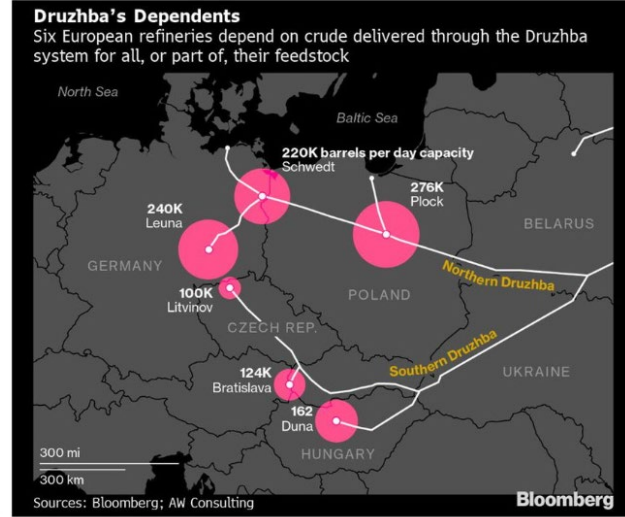 Druzhba's Dependents
Six European refineries depend on crude delivered through the Druzhba
system for all, or part of, their feedstock
North Sea
Baltic Sea
220K barrels per day capacity
Schwedt
276K
Plock
240K
Leuna
BELARUS
GERMANY
Northern Druzhba
100K
Litvinov
POLAND
CZECH REP.
Southern Druzhba
UKRAINE
124K
Bratislava
162
Duna
HUNGARY
300 mi
300 km
Sources: Bloomberg; AW Consulting
Bloomberg